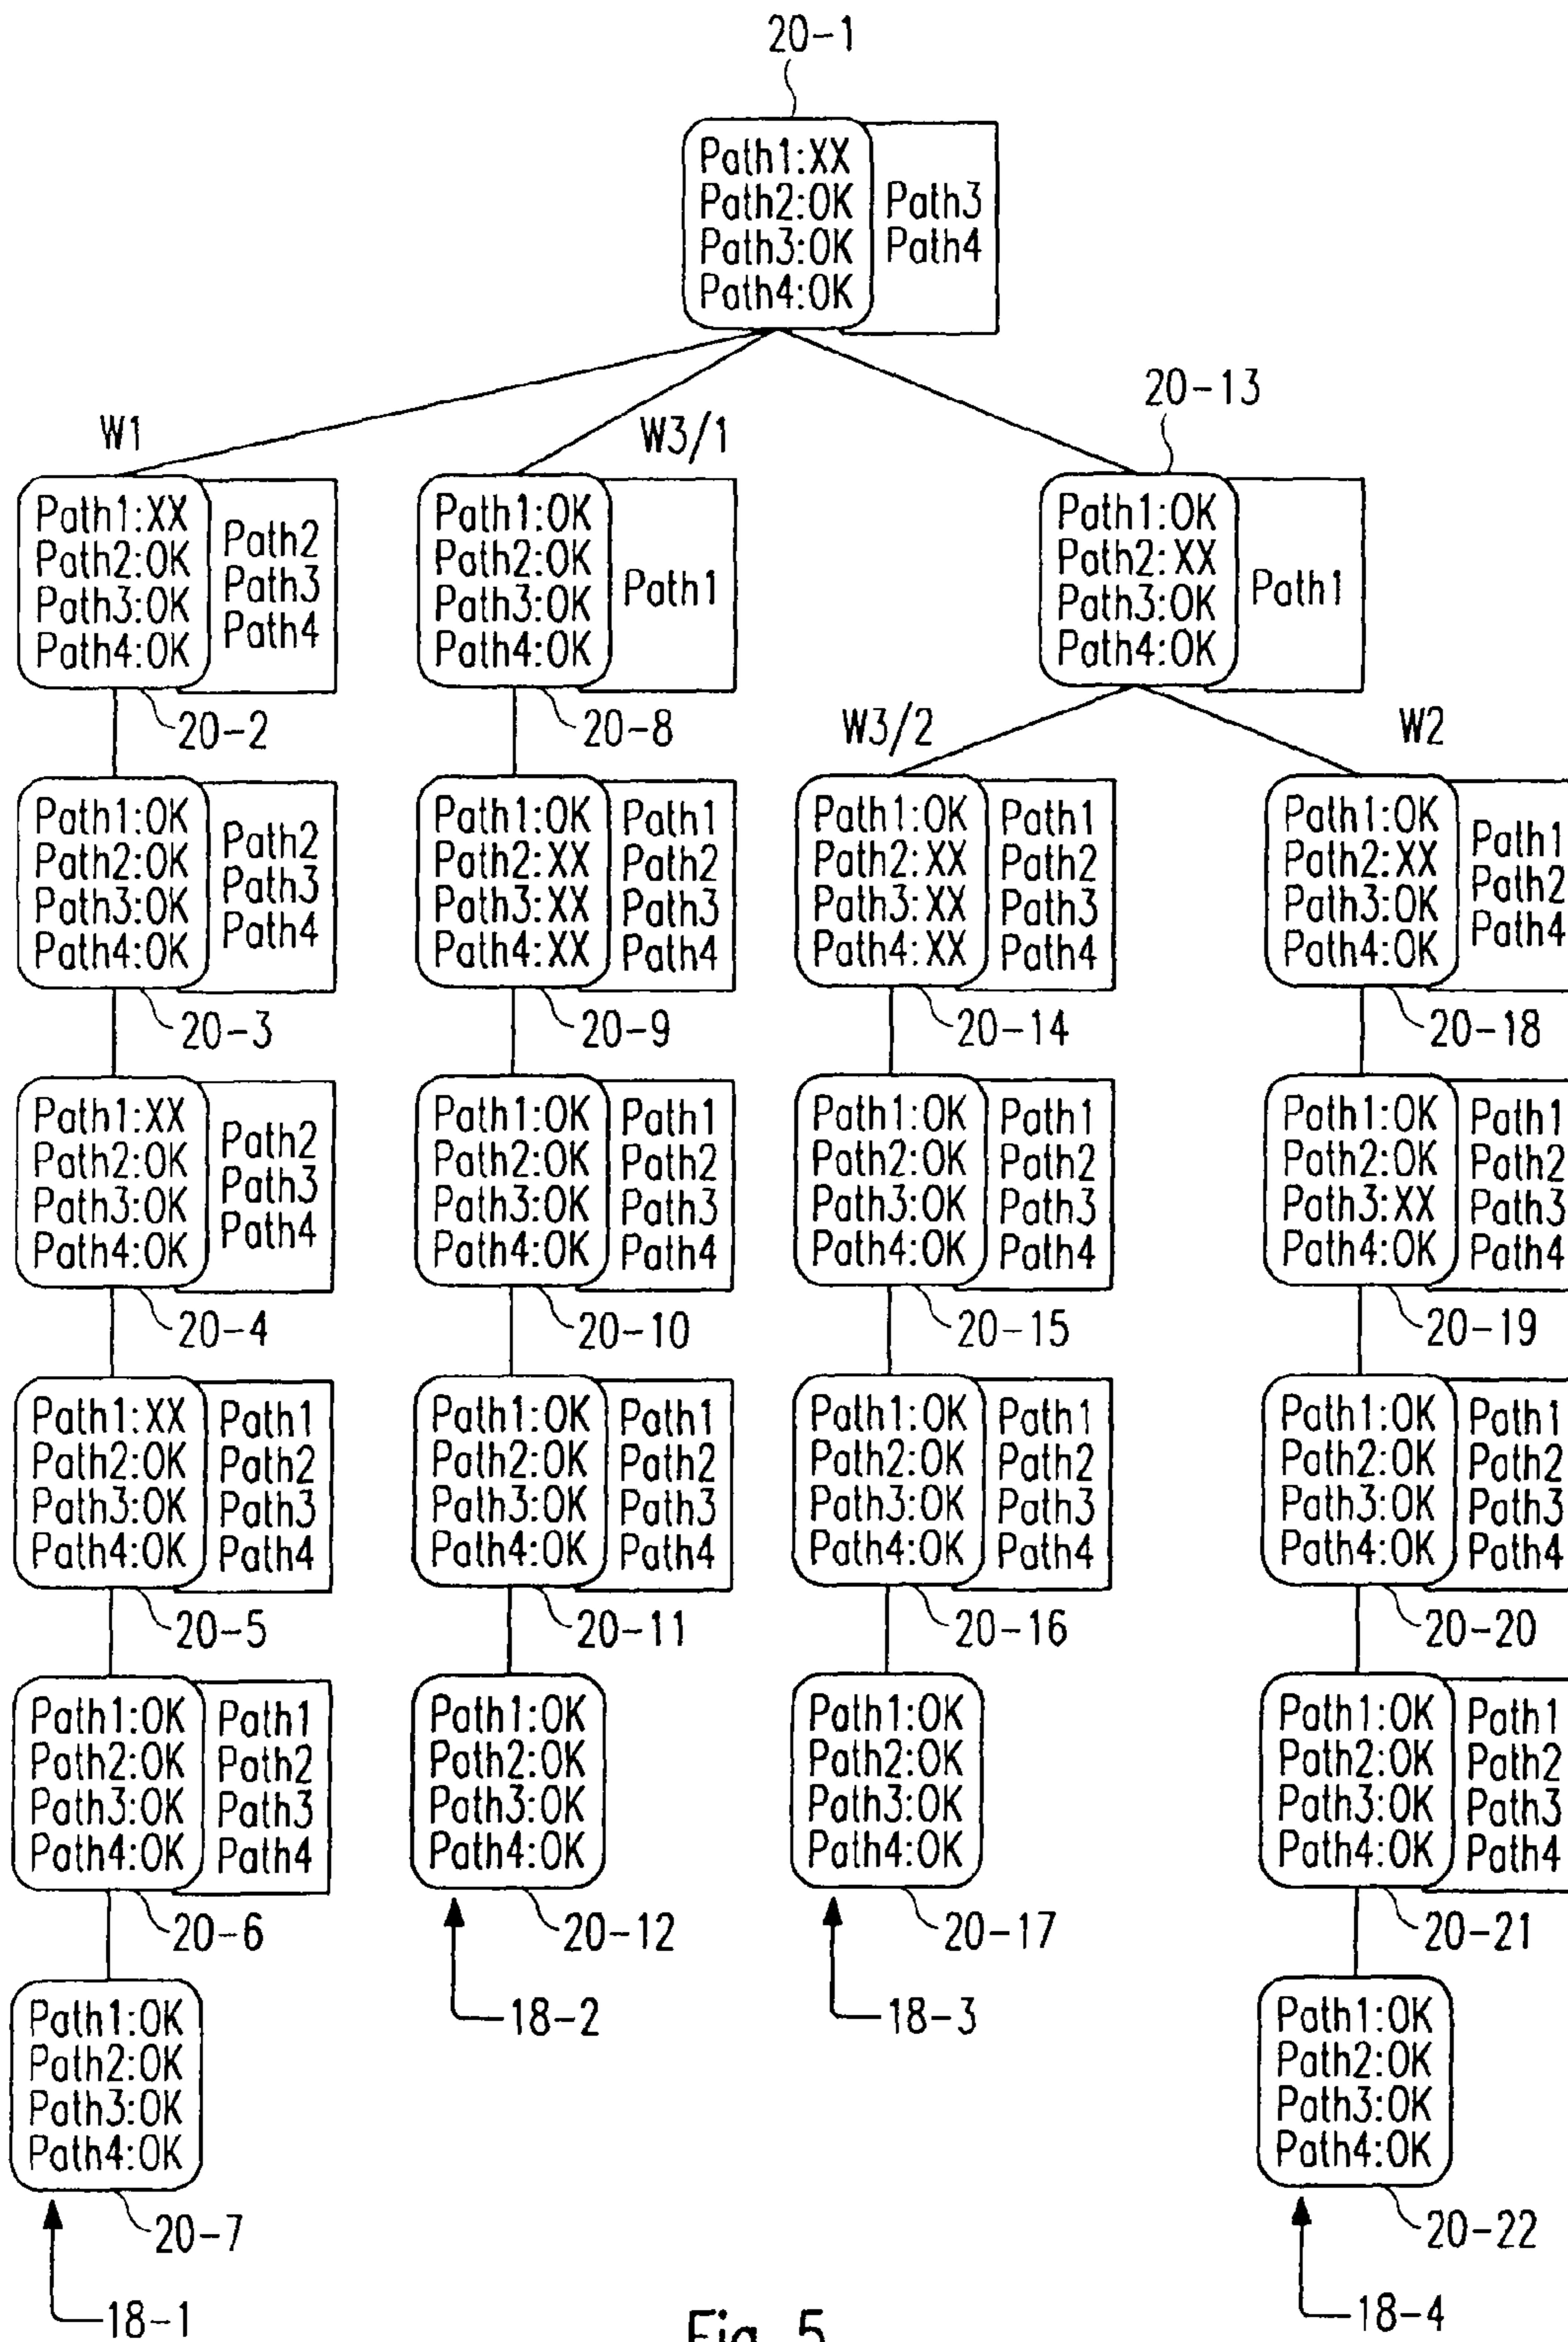 20-1
Path1:XX
Path2:OK
Path3:OK
Path4:OK
Path3
Path4
20-13
W1
W3/1
Path1:XX
Path2:OK
Path3:OK
Path4:OK
Path2
Path3
Path4
20-2
Path1:OK
Path2:OK
Path3:OK
Path4:OK
Path1
20-8
Path1:OK
Path2:XX
Path3:OK
Path4:OK
Path1
W3/2
W2
Path1:OK
Path2:OK
Path3:OK
Path4:OK
Path2
Path3
Path4
20-3
Path1:OK
Path2:XX
Path3:XX
Path4:XX
Path1
Path2
Path3
Path4
20-9
Path1:OK
Path2:XX
Path3:XX
Path4:XX
Path1
Path2
Path3
Path4
20-14
Path1:OK
Path2:XX
Path3:OK
Path4:OK
Path1
Path2
Path4
20-18
Path1:XX
Path2:OK
Path3:OK
Path4:OK
Path2
Path3
Path4
20-4
Path1:OK
Path2:OK
Path3:OK
Path4:OK
Path1
Path2
Path3
Path4
20-10
Path1:OK
Path2:OK
Path3:OK
Path4:OK
Path1
Path2
Path3
Path4
20-15
Path1:OK
Path2:OK
Path3:XX
Path4:OK
Path1
Path2
Path3
Path4
20-19
Path1:XX
Path2:OK
Path3:OK
Path4:OK
Path1
Path2
Path3
Path4
20-5
Path1:OK
Path2:OK
Path3:OK
Path4:OK
Path1
Path2
Path3
Path4
20-11
Path1:OK
Path2:OK
Path3:OK
Path4:OK
Path1
Path2
Path3
Path4
20-16
Path1:OK
Path2:OK
Path3:OK
Path4:OK
Path1
Path2
Path3
Path4
20-20
Path1:OK
Path2:OK
Path3:OK
Path4:OK
Path1
Path2
Path3
Path4
20-6
Path1:OK
Path2:OK
Path3:OK
Path4:OK
20-12
18-2
Path1:OK
Path2:OK
Path3:OK
Path4:OK
20-17
18-3
Path1:OK
Path2:OK
Path3:OK
Path4:OK
Path1
Path2
Path3
Path4
20-21
Path1:OK
Path2:OK
Path3:OK
Path4:OK
20-7
18-1
Path1:OK
Path2:OK
Path3:OK
Path4:OK
20-22
18-4
Fig. 5